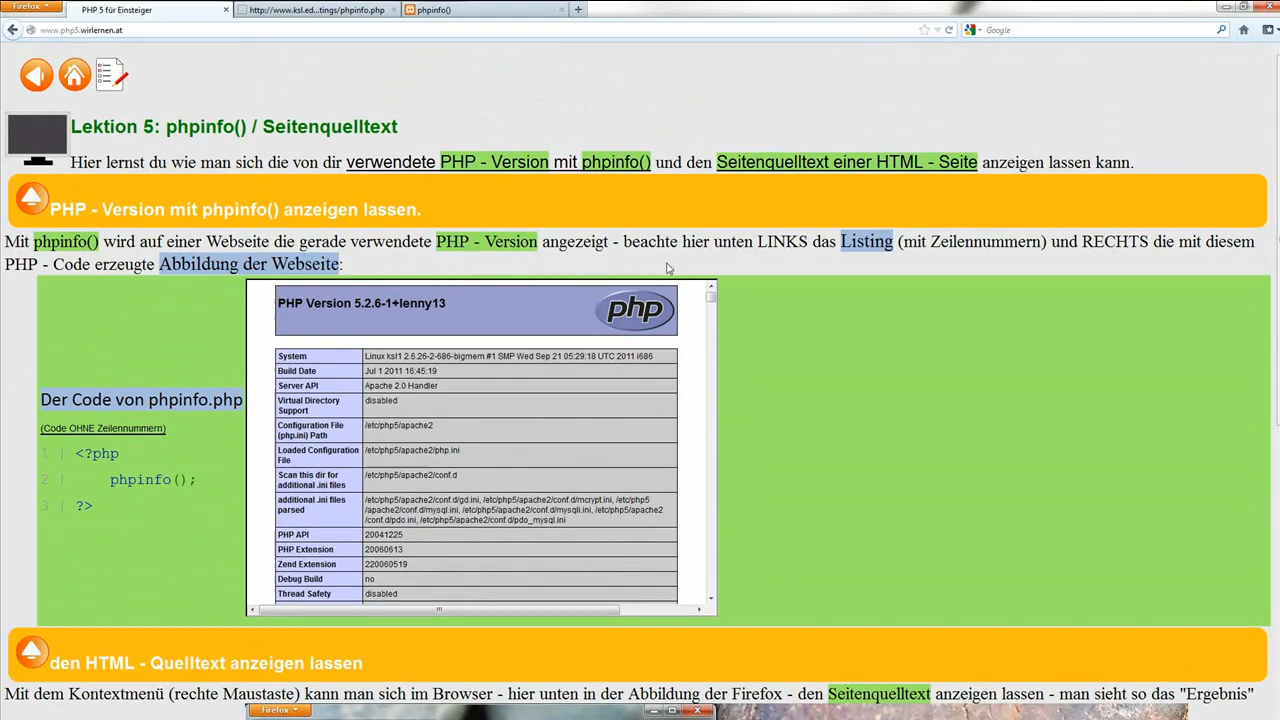 Firefox
PHP 5 für Einsteiger
http://www.ksl.ed...tings/phpinfo.php
phpinfo()
www.php5.wirlernen.at
Google
Lektion 5: phpinfo() / Seitenquelltext
Hier lernst du wie man sich die von dir verwendete PHP - Version mit phpinfo() und den Seitenquelltext einer HTML - Seite anzeigen lassen kann.
PHP - Version mit phpinfo() anzeigen lassen.
Mit phpinfo() wird auf einer Webseite die gerade verwendete PHP - Version angezeigt - beachte hier unten LINKS das Listing (mit Zeilennummern) und RECHTS die mit diesem
PHP - Code erzeugte Abbildung der Webseite:
Der Code von phpinfo.php
(Code OHNE Zeilennummern)
1 | <?php
2 | phpinfo();
3 | ?>
PHP Version 5.2.6-1+lenny13
php
System Linux ksl1 2.6.26-2-686-bigmem #1 SMP Wed Sep 21 05:29:18 UTC 2011 i686
Build Date Jul 1 2011 16:45:19
Server API Apache 2.0 Handler
Virtual Directory disabled
Support
Configuration File /etc/php5/apache2
(php.ini) Path
Loaded Configuration /etc/php5/apache2/php.ini
File
Scan this dir for /etc/php5/apache2/conf.d
additional .ini files
additional .ini files /etc/php5/apache2/conf.d/gd.ini, /etc/php5/apache2/conf.d/mcrypt.ini, /etc/php5
parsed /apache2/conf.d/mysql.ini, /etc/php5/apache2/conf.d/mysqli.ini, /etc/php5/apache2
/conf.d/pdo.ini, /etc/php5/apache2/conf.d/pdo_mysql.ini
PHP API 20041225
PHP Extension 20060613
Zend Extension 220060519
Debug Build no
Thread Safety disabled
den HTML - Quelltext anzeigen lassen
Mit dem Kontextmenü (rechte Maustaste) kann man sich im Browser - hier unten in der Abbildung der Firefox - den Seitenquelltext anzeigen lassen - man sieht so das "Ergebnis"
Firefox